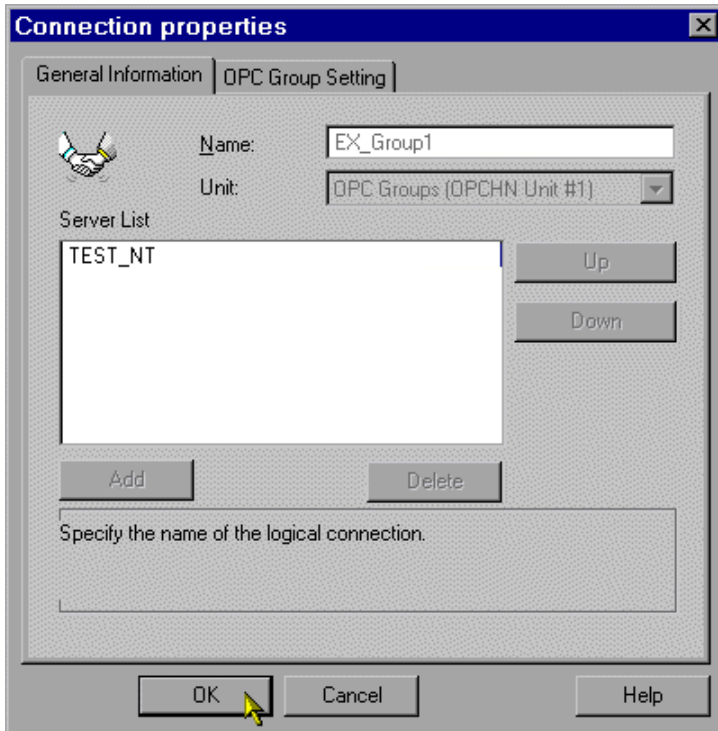 Connection properties
General Information
OPC Group Setting
Name:
EX_Group1
Unit:
OPC Groups (OPCHN Unit #1)
Server List
TEST_NT
Up
Down
Add
Delete
Specify the name of the logical connection.
OK
Cancel
Help